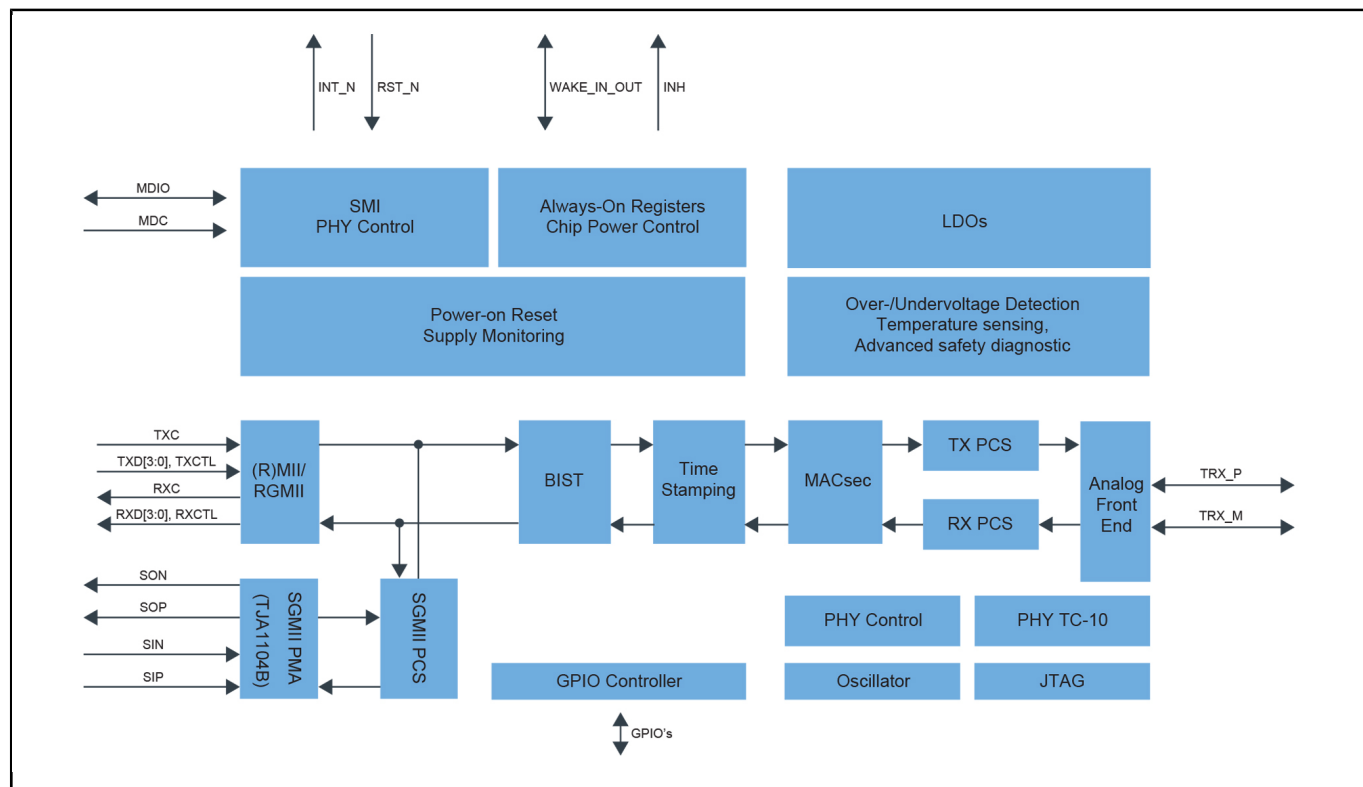 INT_N
RST_N
WAKE_IN_OUT
INH
MDIO
MDC
SMI
PHY Control
Always-On Registers
Chip Power Control
LDOs
Power-on Reset
Supply Monitoring
Over-/Undervoltage Detection
Temperature sensing,
Advanced safety diagnostic
TXC
TXD[3:0], TXCTL
RXC
RXD[3:0], RXCTL
(R)MII/
RGMII
BIST
Time
Stamping
MACsec
TX PCS
RX PCS
Analog
Front
End
TRX_P
TRX_M
SON
SOP
SIN
SIP
SGMII PMA
(TJA1104B)
SGMII PCS
PHY Control
PHY TC-10
GPIO Controller
Oscillator
JTAG
GPIO's